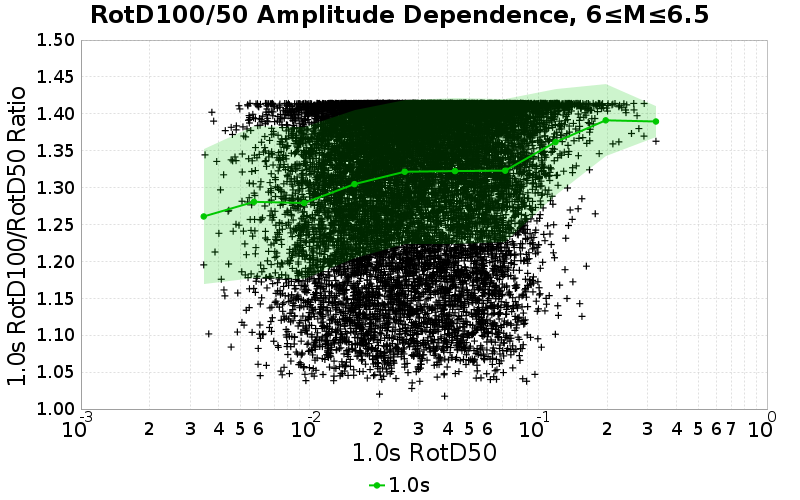 RotD100/50 Amplitude Dependence, 6≤M≤6.5
1.0s RotD100/RotD50 Ratio
1.50
1.45
1.40
1.35
1.30
1.25
1.20
1.15
1.10
1.05
1.00
10^-3 2 3 4 5 6 10^-2 2 3 4 5 6 10^-1 2 3 4 5 6 7 10^0
1.0s RotD50
1.0s